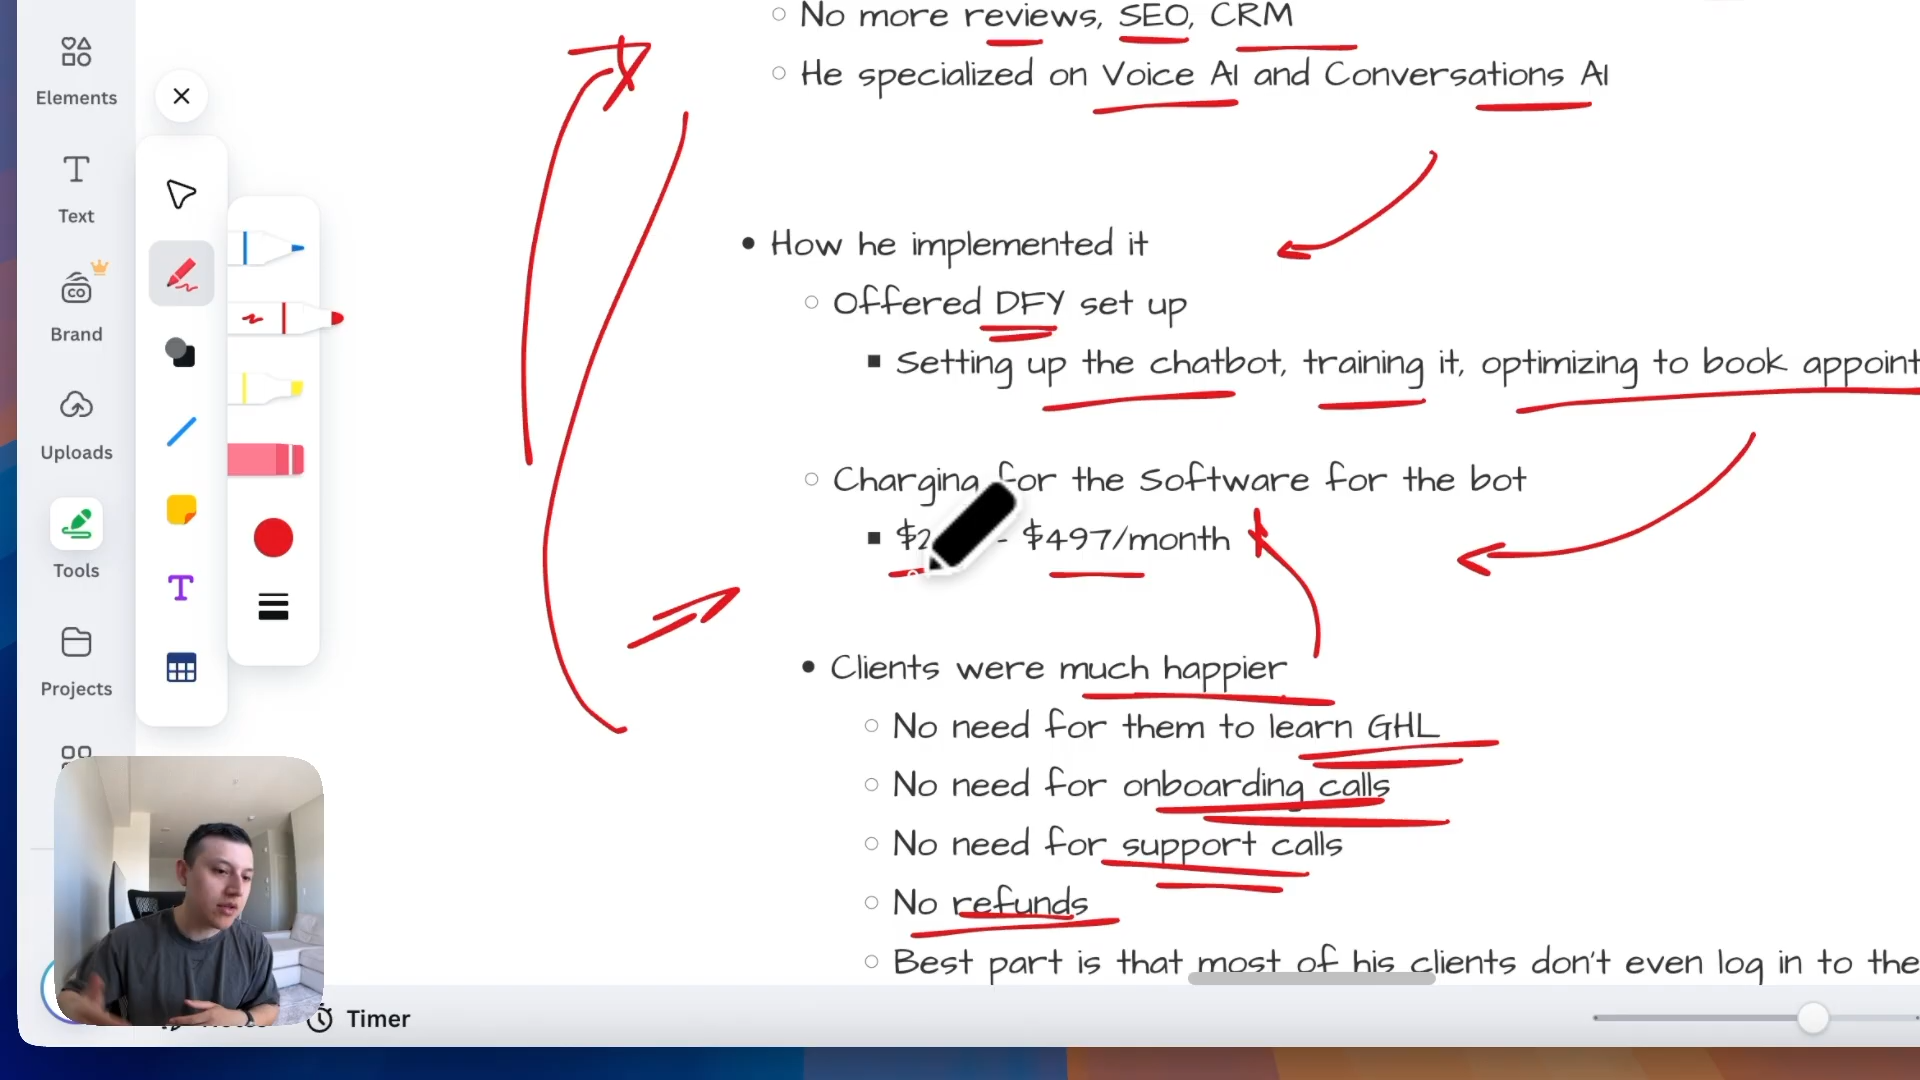 No more reviews, SEO, CRM
He specialized on Voice AI and Conversations AI
How he implemented it
Offered DFY set up
Setting up the chatbot, training it, optimizing to book appoint
Charging for the Software for the bot
$2 - $497/month
Clients were much happier
No need for them to learn GHL
No need for onboarding calls
No need for support calls
No refunds
Best part is that most of his clients don't even log in to the
Elements
Text
CO
Brand
Uploads
Tools
Projects
Timer